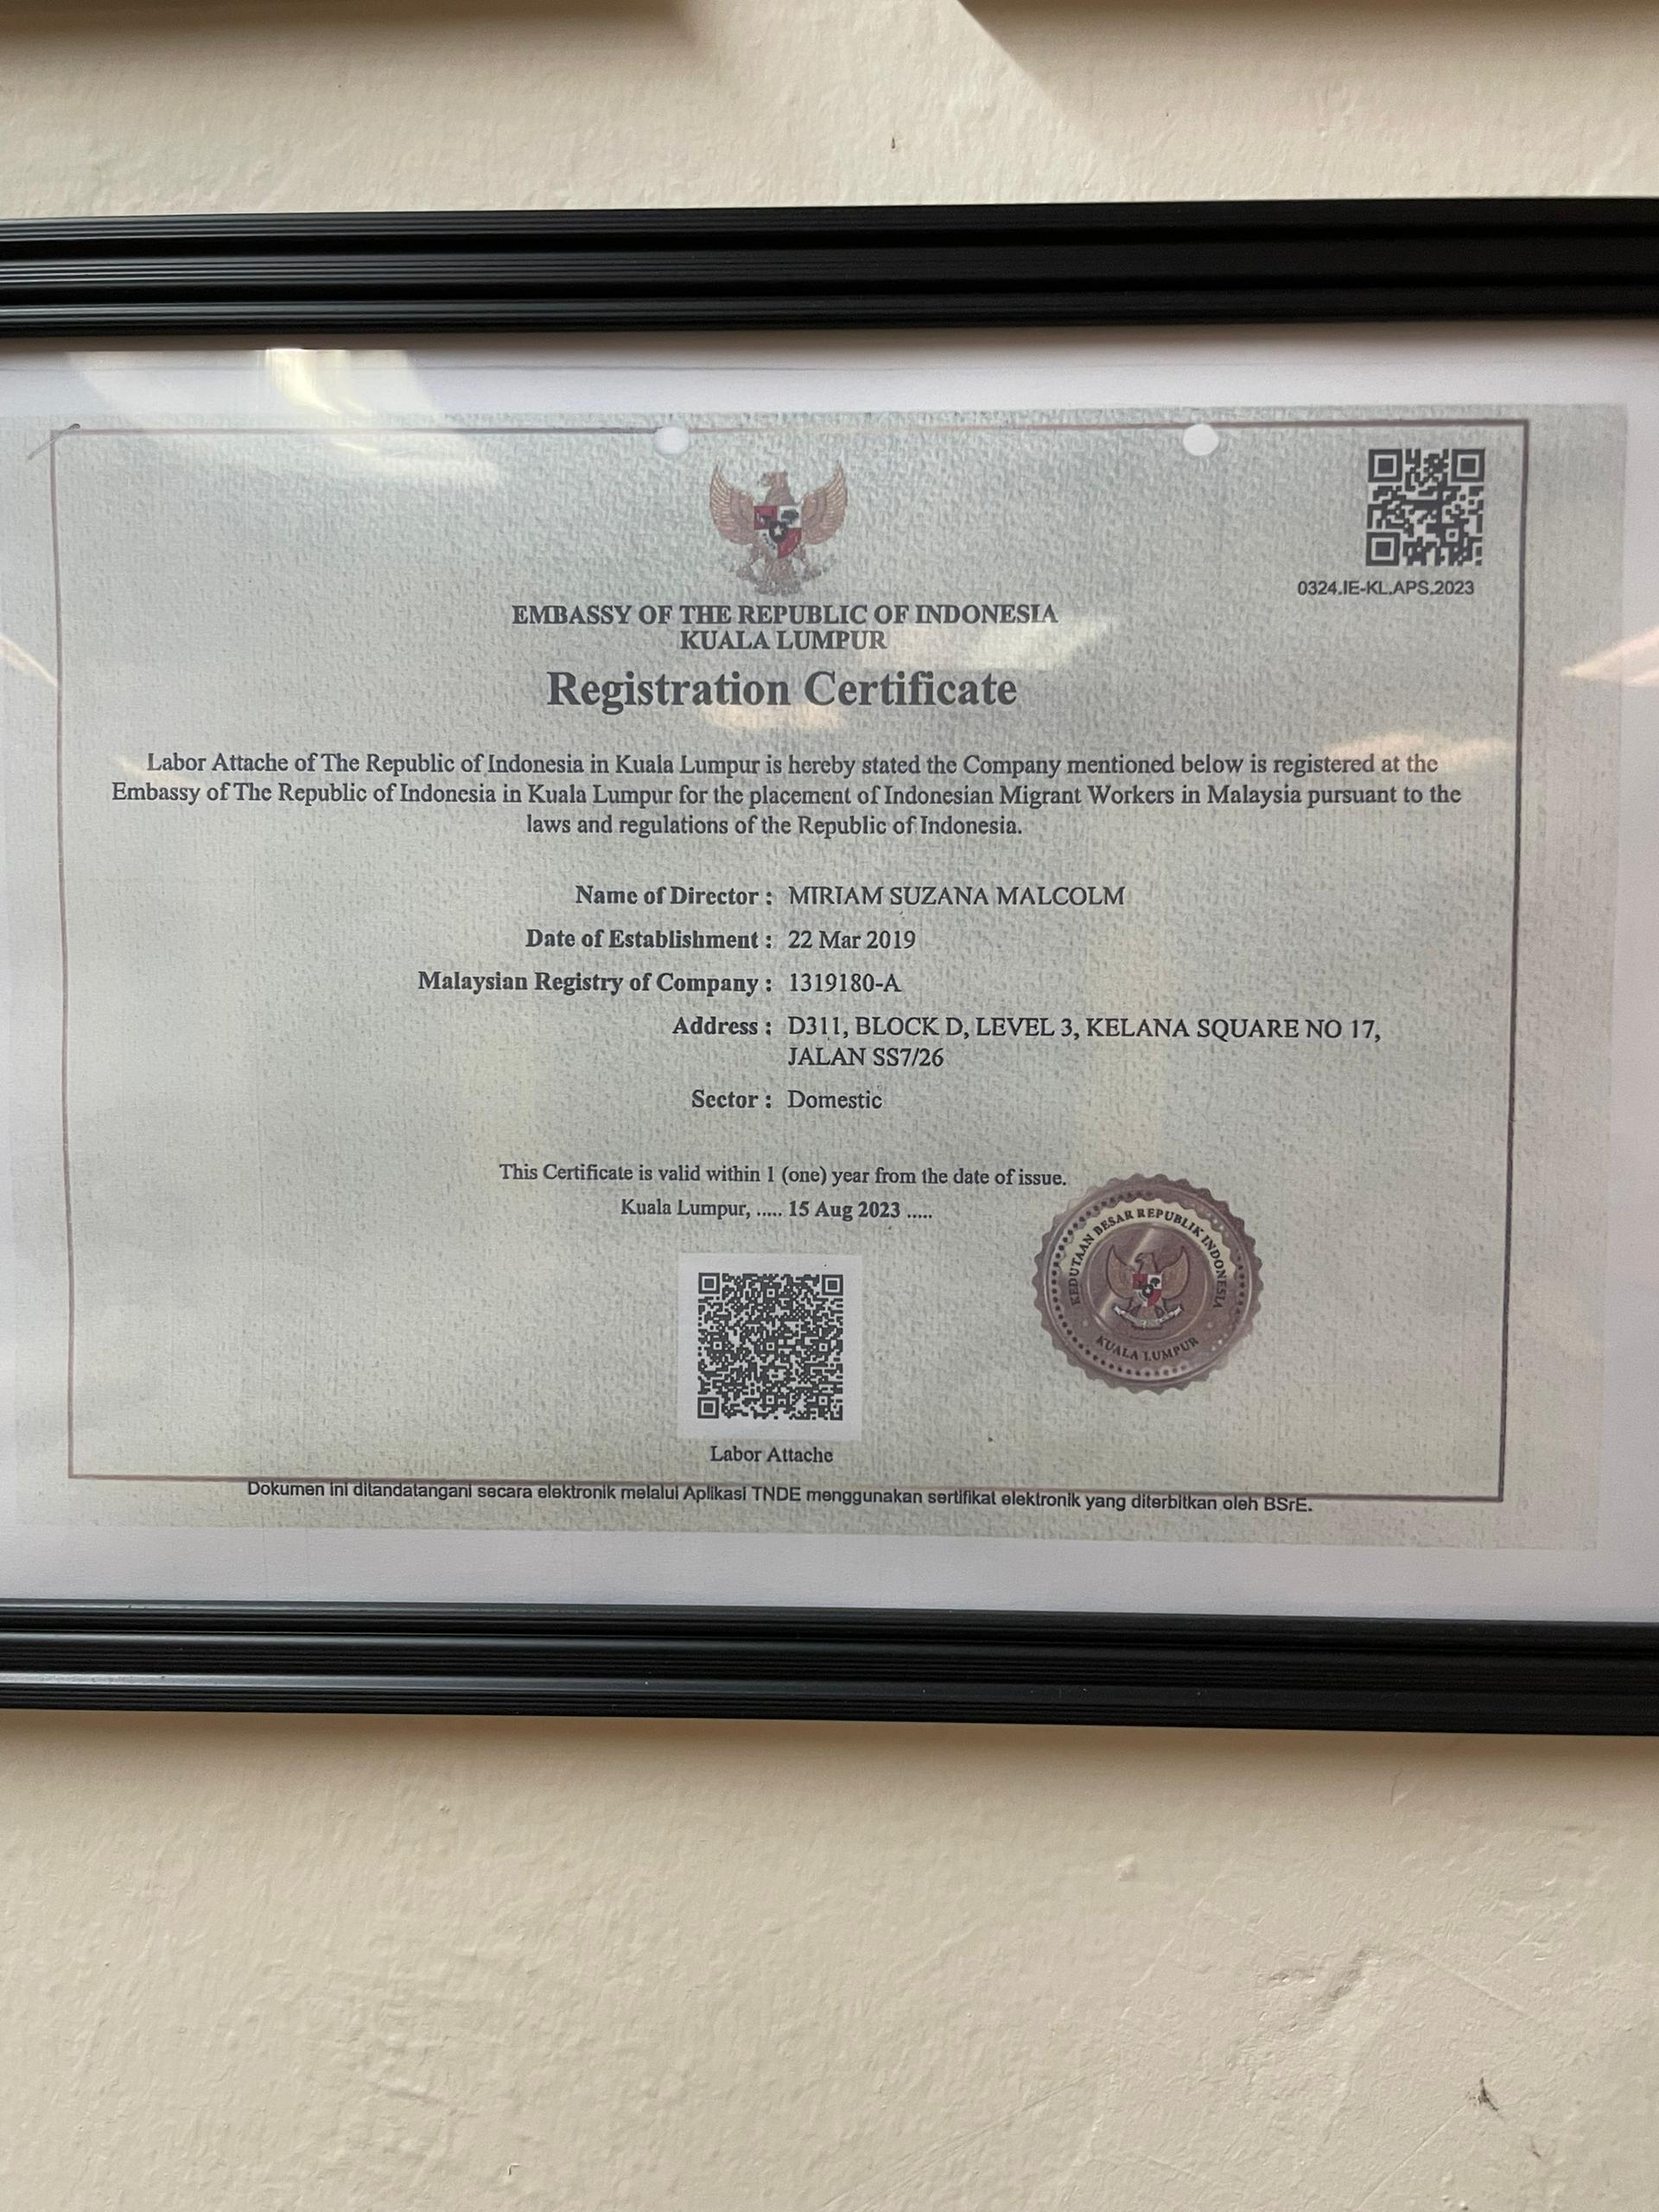 0324.IE-KL.APS.2023
EMBASSY OF THE REPUBLIC OF INDONESIA
KUALA LUMPUR
Registration Certificate
Labor Attache of The Republic of Indonesia in Kuala Lumpur is hereby stated the Company mentioned below is registered at the
Embassy of The Republic of Indonesia in Kuala Lumpur for the placement of Indonesian Migrant Workers in Malaysia pursuant to the
laws and regulations of the Republic of Indonesia.
Name of Director : MIRIAM SUZANA MALCOLM
Date of Establishment : 22 Mar 2019
Malaysian Registry of Company : 1319180-A
Address : D311, BLOCK D, LEVEL 3, KELANA SQUARE NO 17,
JALAN SS7/26
Sector : Domestic
This Certificate is valid within 1 (one) year from the date of issue.
Kuala Lumpur, ..... 15 Aug 2023 .....
KEDUTAAN BESAR REPUBLIK INDONESIA
KUALA LUMPUR
Labor Attache
Dokumen ini ditandatangani secara elektronik melalui Aplikasi TNDE menggunakan sertifikat elektronik yang diterbitkan oleh BSrE.